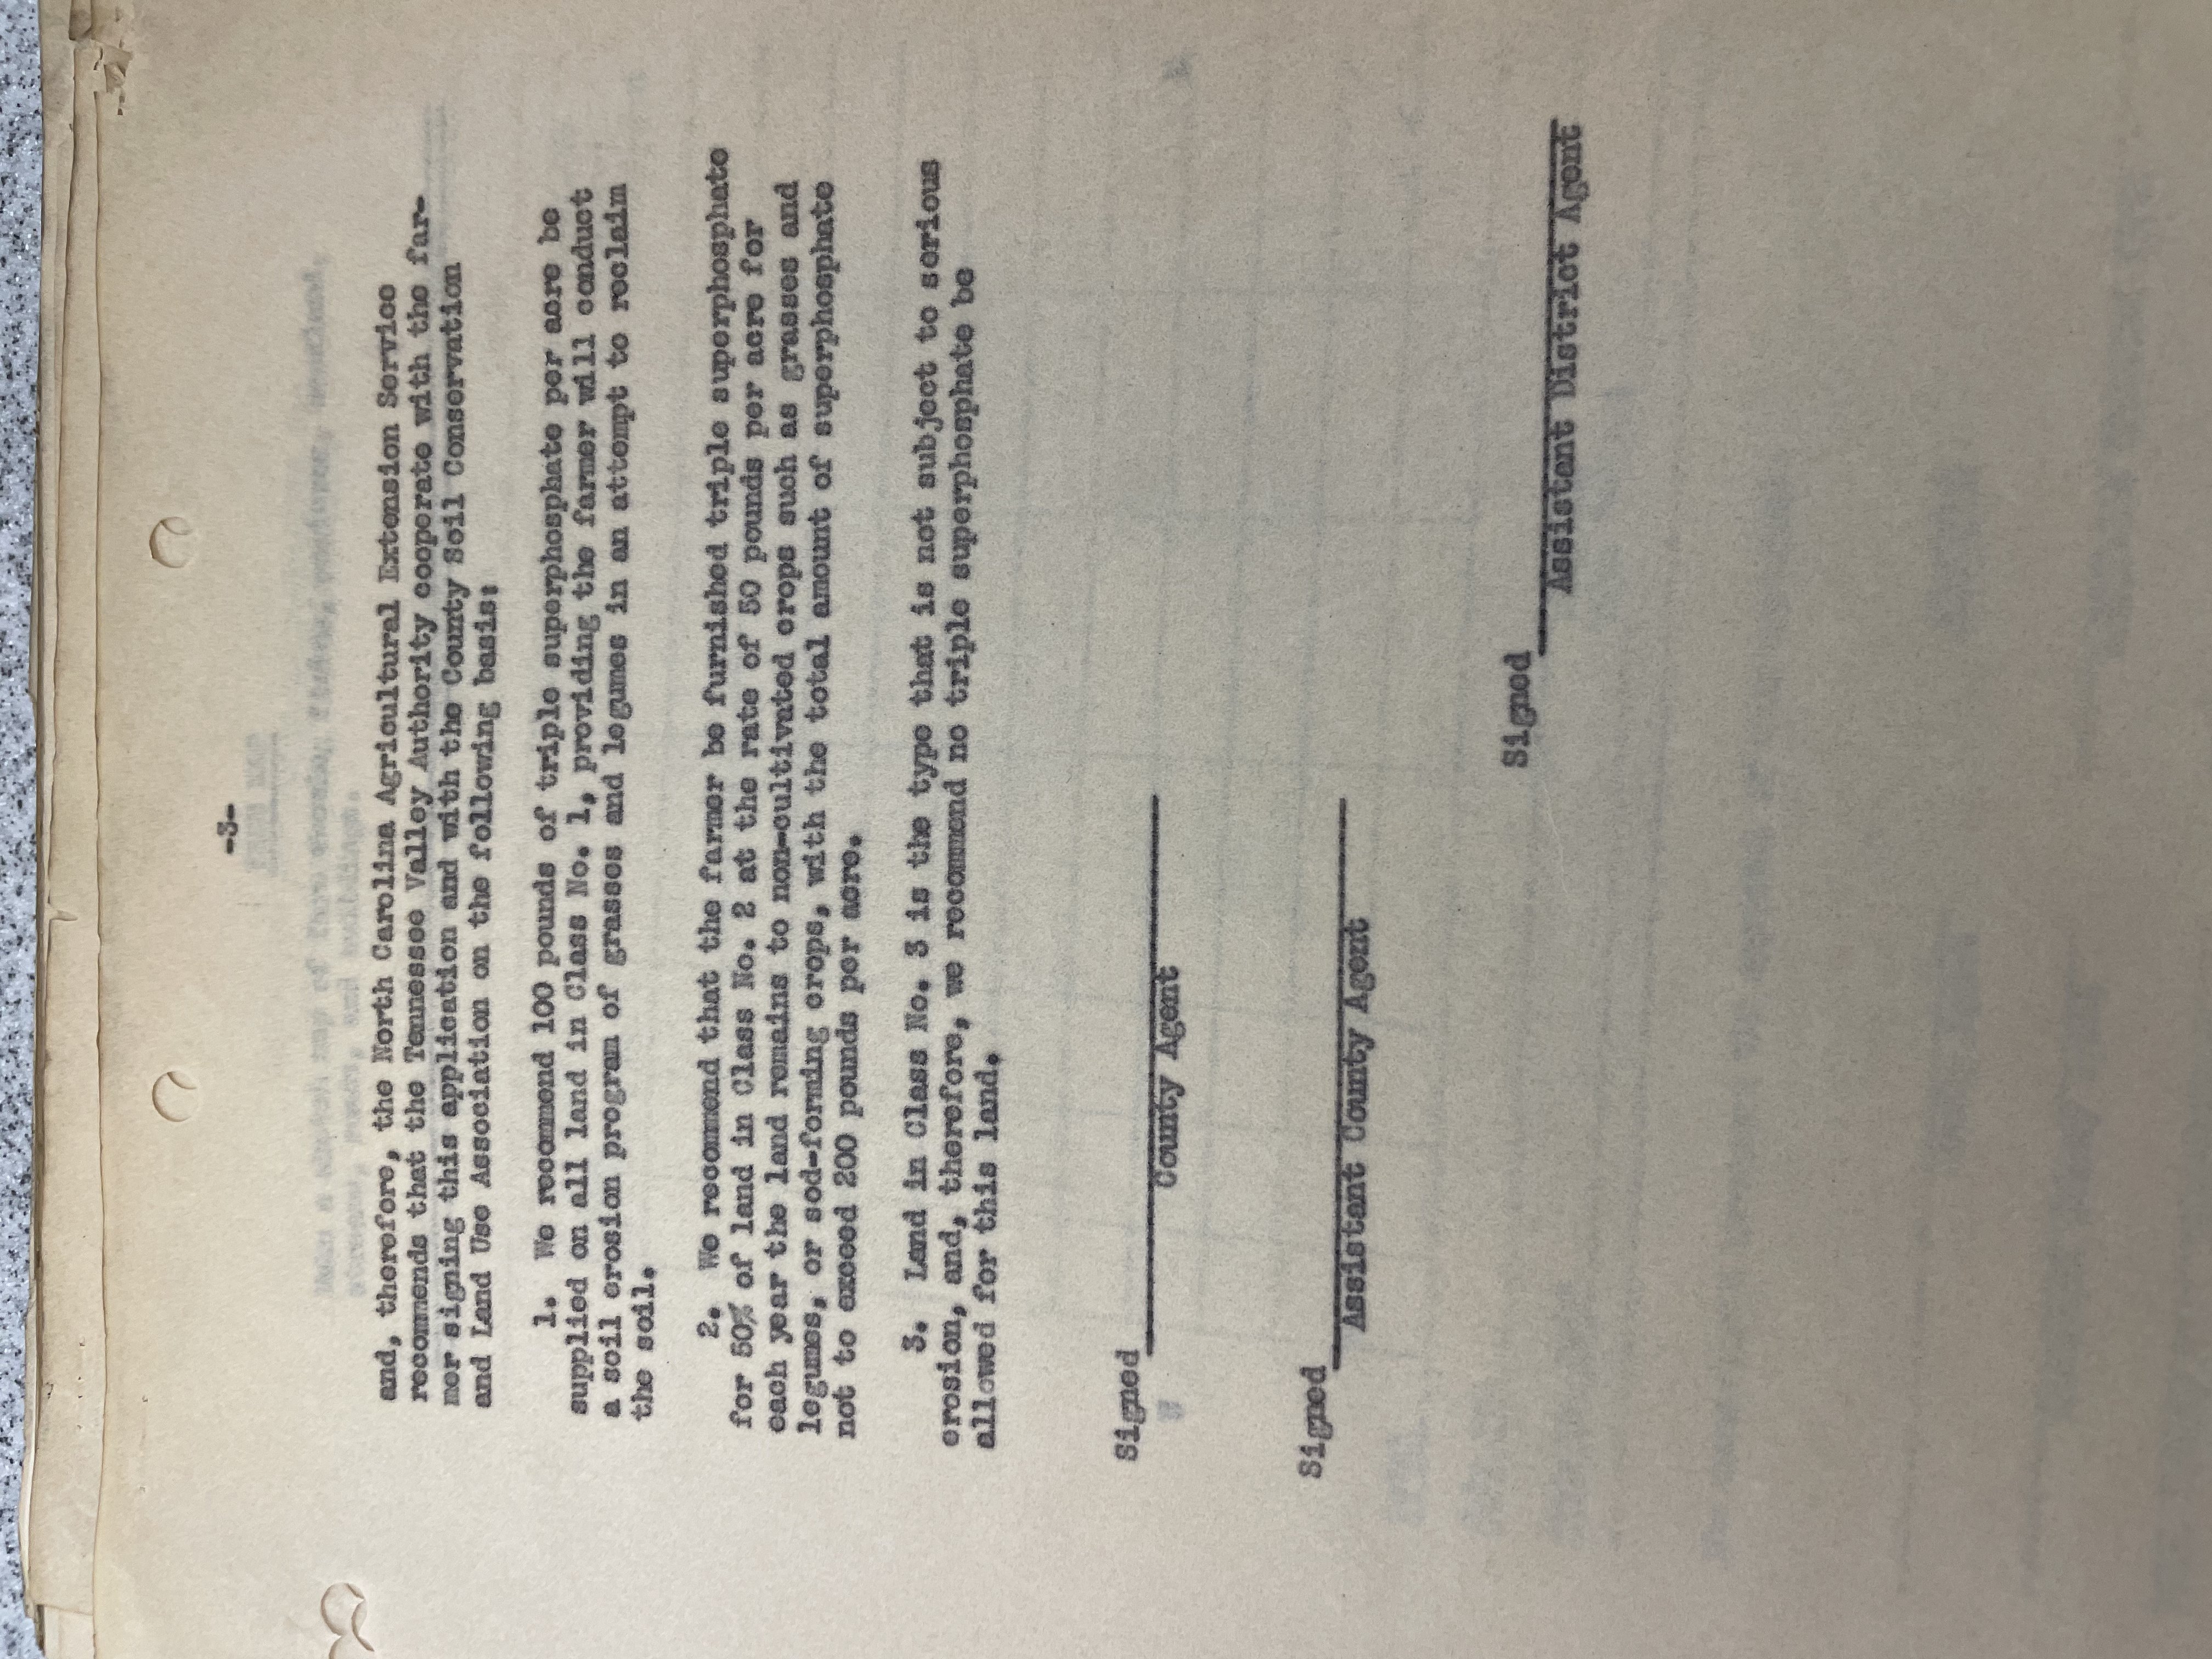 -3-
and, therefore, the North Carolina Agricultural Extension Service
recommends that the Tennessee Valley Authority cooperate with the far-
mer signing this application and with the County Soil Conservation
and Land Use Association on the following basis:
1. We recommend 100 pounds of triple superphosphate per acre be
supplied on all land in Class No. 1, providing the farmer will conduct
a soil erosion program of grasses and legumes in an attempt to reclaim
the soil.
2. We recommend that the farmer be furnished triple superphosphate
for 50% of land in Class No. 2 at the rate of 50 pounds per acre for
each year the land remains to non-cultivated crops such as grasses and
legumes, or sod-forming crops, with the total amount of superphosphate
not to exceed 200 pounds per acre.
3. Land in Class No. 3 is the type that is not subject to serious
erosion, and, therefore, we recommend no triple superphosphate be
allowed for this land.
Signed
County Agent
Signed
Assistant County Agent
Signed
Assistant District Agent